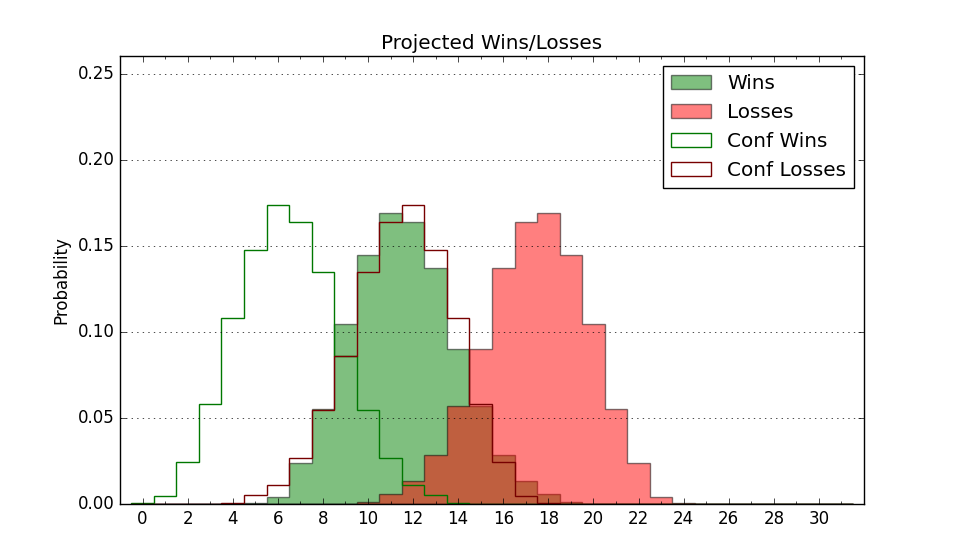 Projected Wins/Losses
Wins
Losses
Conf Wins
Conf Losses
Probability
0.25
0.20
0.15
0.10
0.05
0.00
0 2 4 6 8 10 12 14 16 18 20 22 24 26 28 30